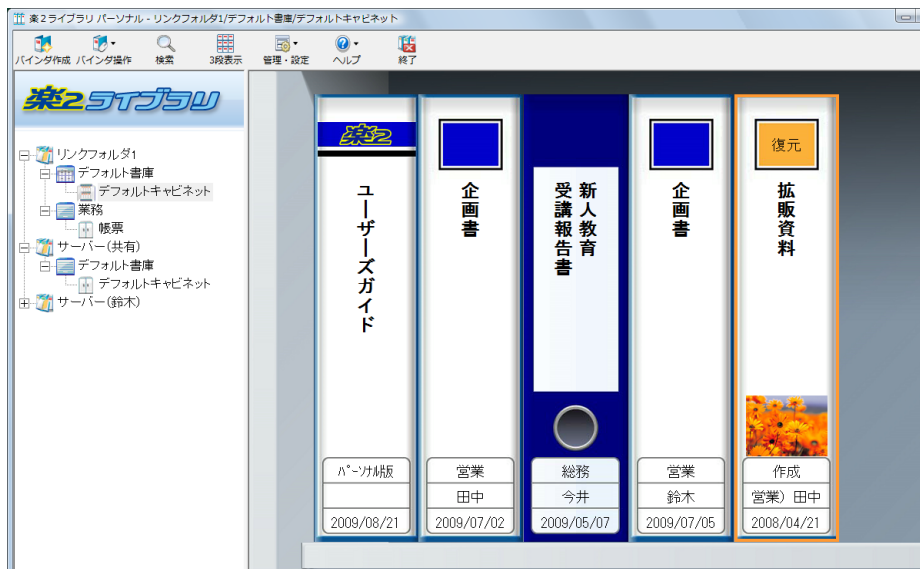 楽2ライブラリ パーソナル - リンクフォルダ1/デフォルト書庫/デフォルトキャビネット
バインダ作成 バインダ操作 検索 3段表示 管理・設定 ヘルプ 終了
楽2ライブラリ
リンクフォルダ1
デフォルト書庫
デフォルトキャビネット
業務
帳票
サーバー(共有)
デフォルト書庫
デフォルトキャビネット
サーバー(鈴木)
楽2
ユーザーズガイド
パーソナル版
2009/08/21
企画書
営業
田中
2009/07/02
新人教育
受講報告書
総務
今井
2009/05/07
企画書
営業
鈴木
2009/07/05
復元
拡販資料
作成
営業）田中
2008/04/21